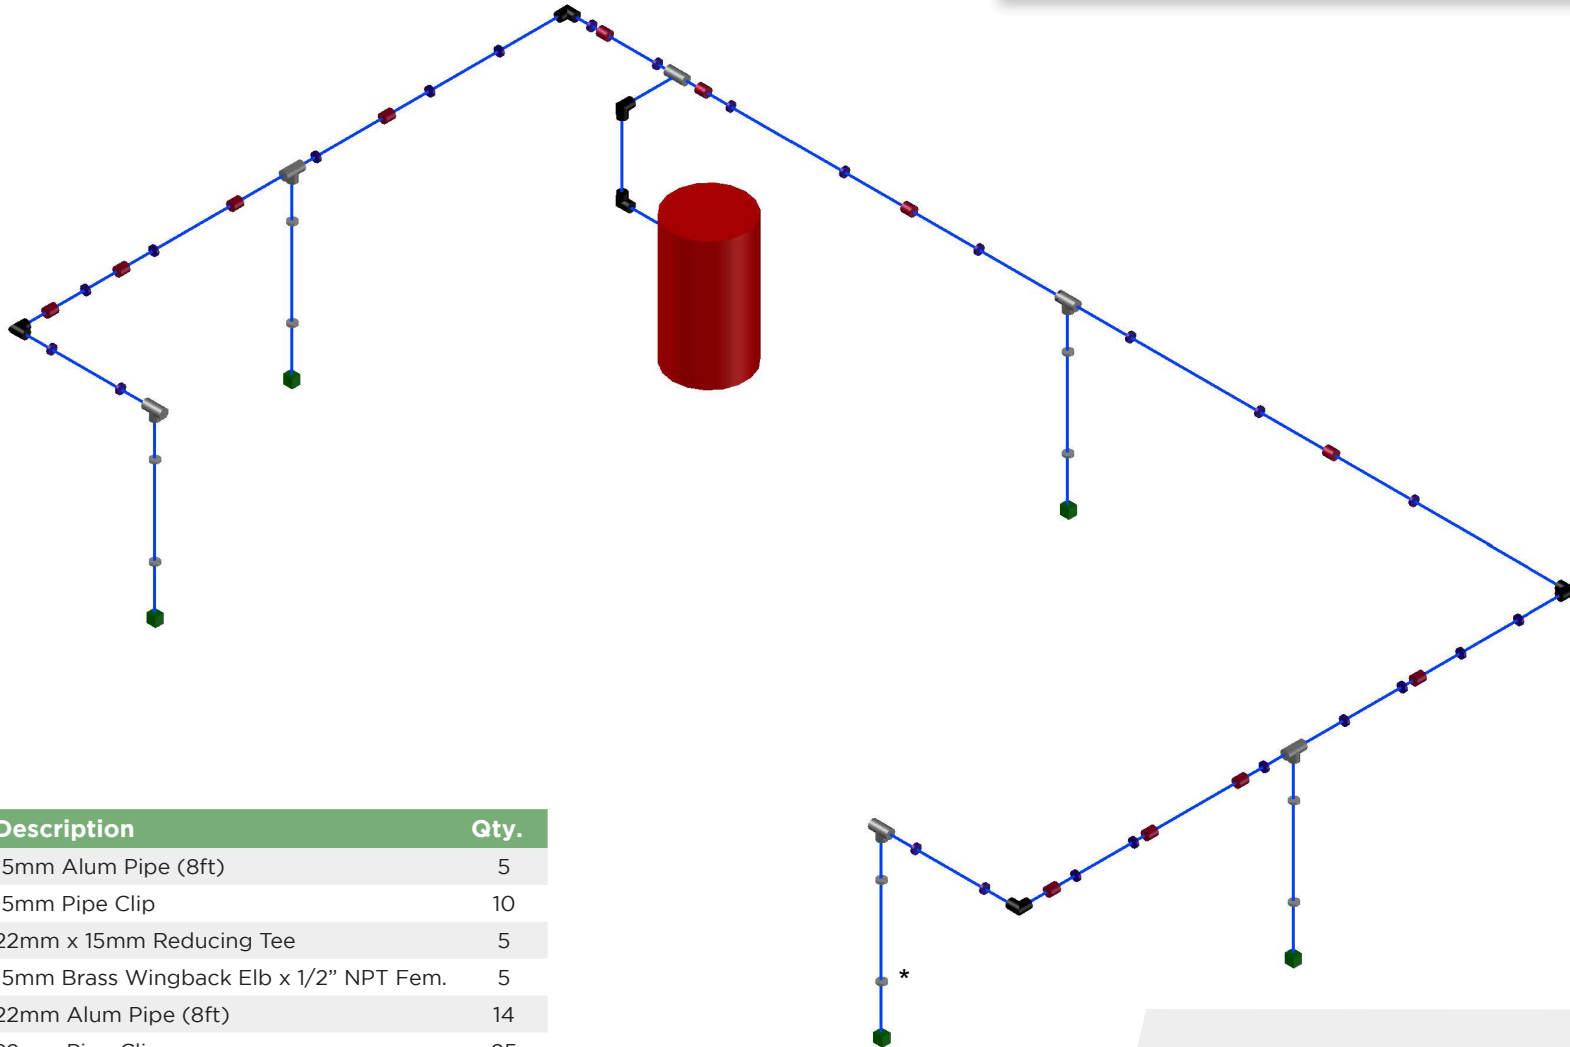 Description Qty.
5mm Alum Pipe (8ft) 5
5mm Pipe Clip 10
22mm x 15mm Reducing Tee 5
5mm Brass Wingback Elb x 1/2” NPT Fem. 5
22mm Alum Pipe (8ft) 14
*